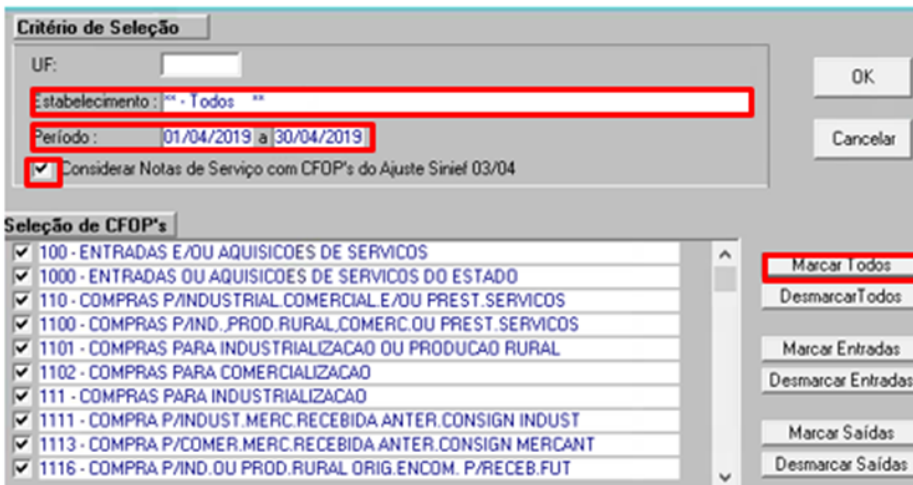 Critério de Seleção
UF:
Estabelecimento : ** - Todos **
Período : 01/04/2019 a 30/04/2019
Considerar Notas de Serviço com CFOP's do Ajuste Sinief 03/04
OK
Cancelar
Seleção de CFOP's
100 - ENTRADAS E/OU AQUISICOES DE SERVICOS
1000 - ENTRADAS OU AQUISICOES DE SERVICOS DO ESTADO
110 - COMPRAS P/INDUSTRIAL.COMERCIAL.E/OU PREST.SERVICOS
1100 - COMPRAS P/IND.,PROD.RURAL,COMERC.OU PREST.SERVICOS
1101 - COMPRAS PARA INDUSTRIALIZACAO OU PRODUCAO RURAL
1102 - COMPRAS PARA COMERCIALIZACAO
111 - COMPRAS PARA INDUSTRIALIZACAO
1111 - COMPRA P/INDUST.MERC.RECEBIDA ANTER.CONSIGN INDUST
1113 - COMPRA P/COMER.MERC.RECEBIDA ANTER.CONSIGN MERCANT
1116 - COMPRA P/IND.OU PROD.RURAL ORIG.ENCOM. P/RECEB.FUT
Marcar Todos
DesmarcarTodos
Marcar Entradas
Desmarcar Entradas
Marcar Saídas
Desmarcar Saídas